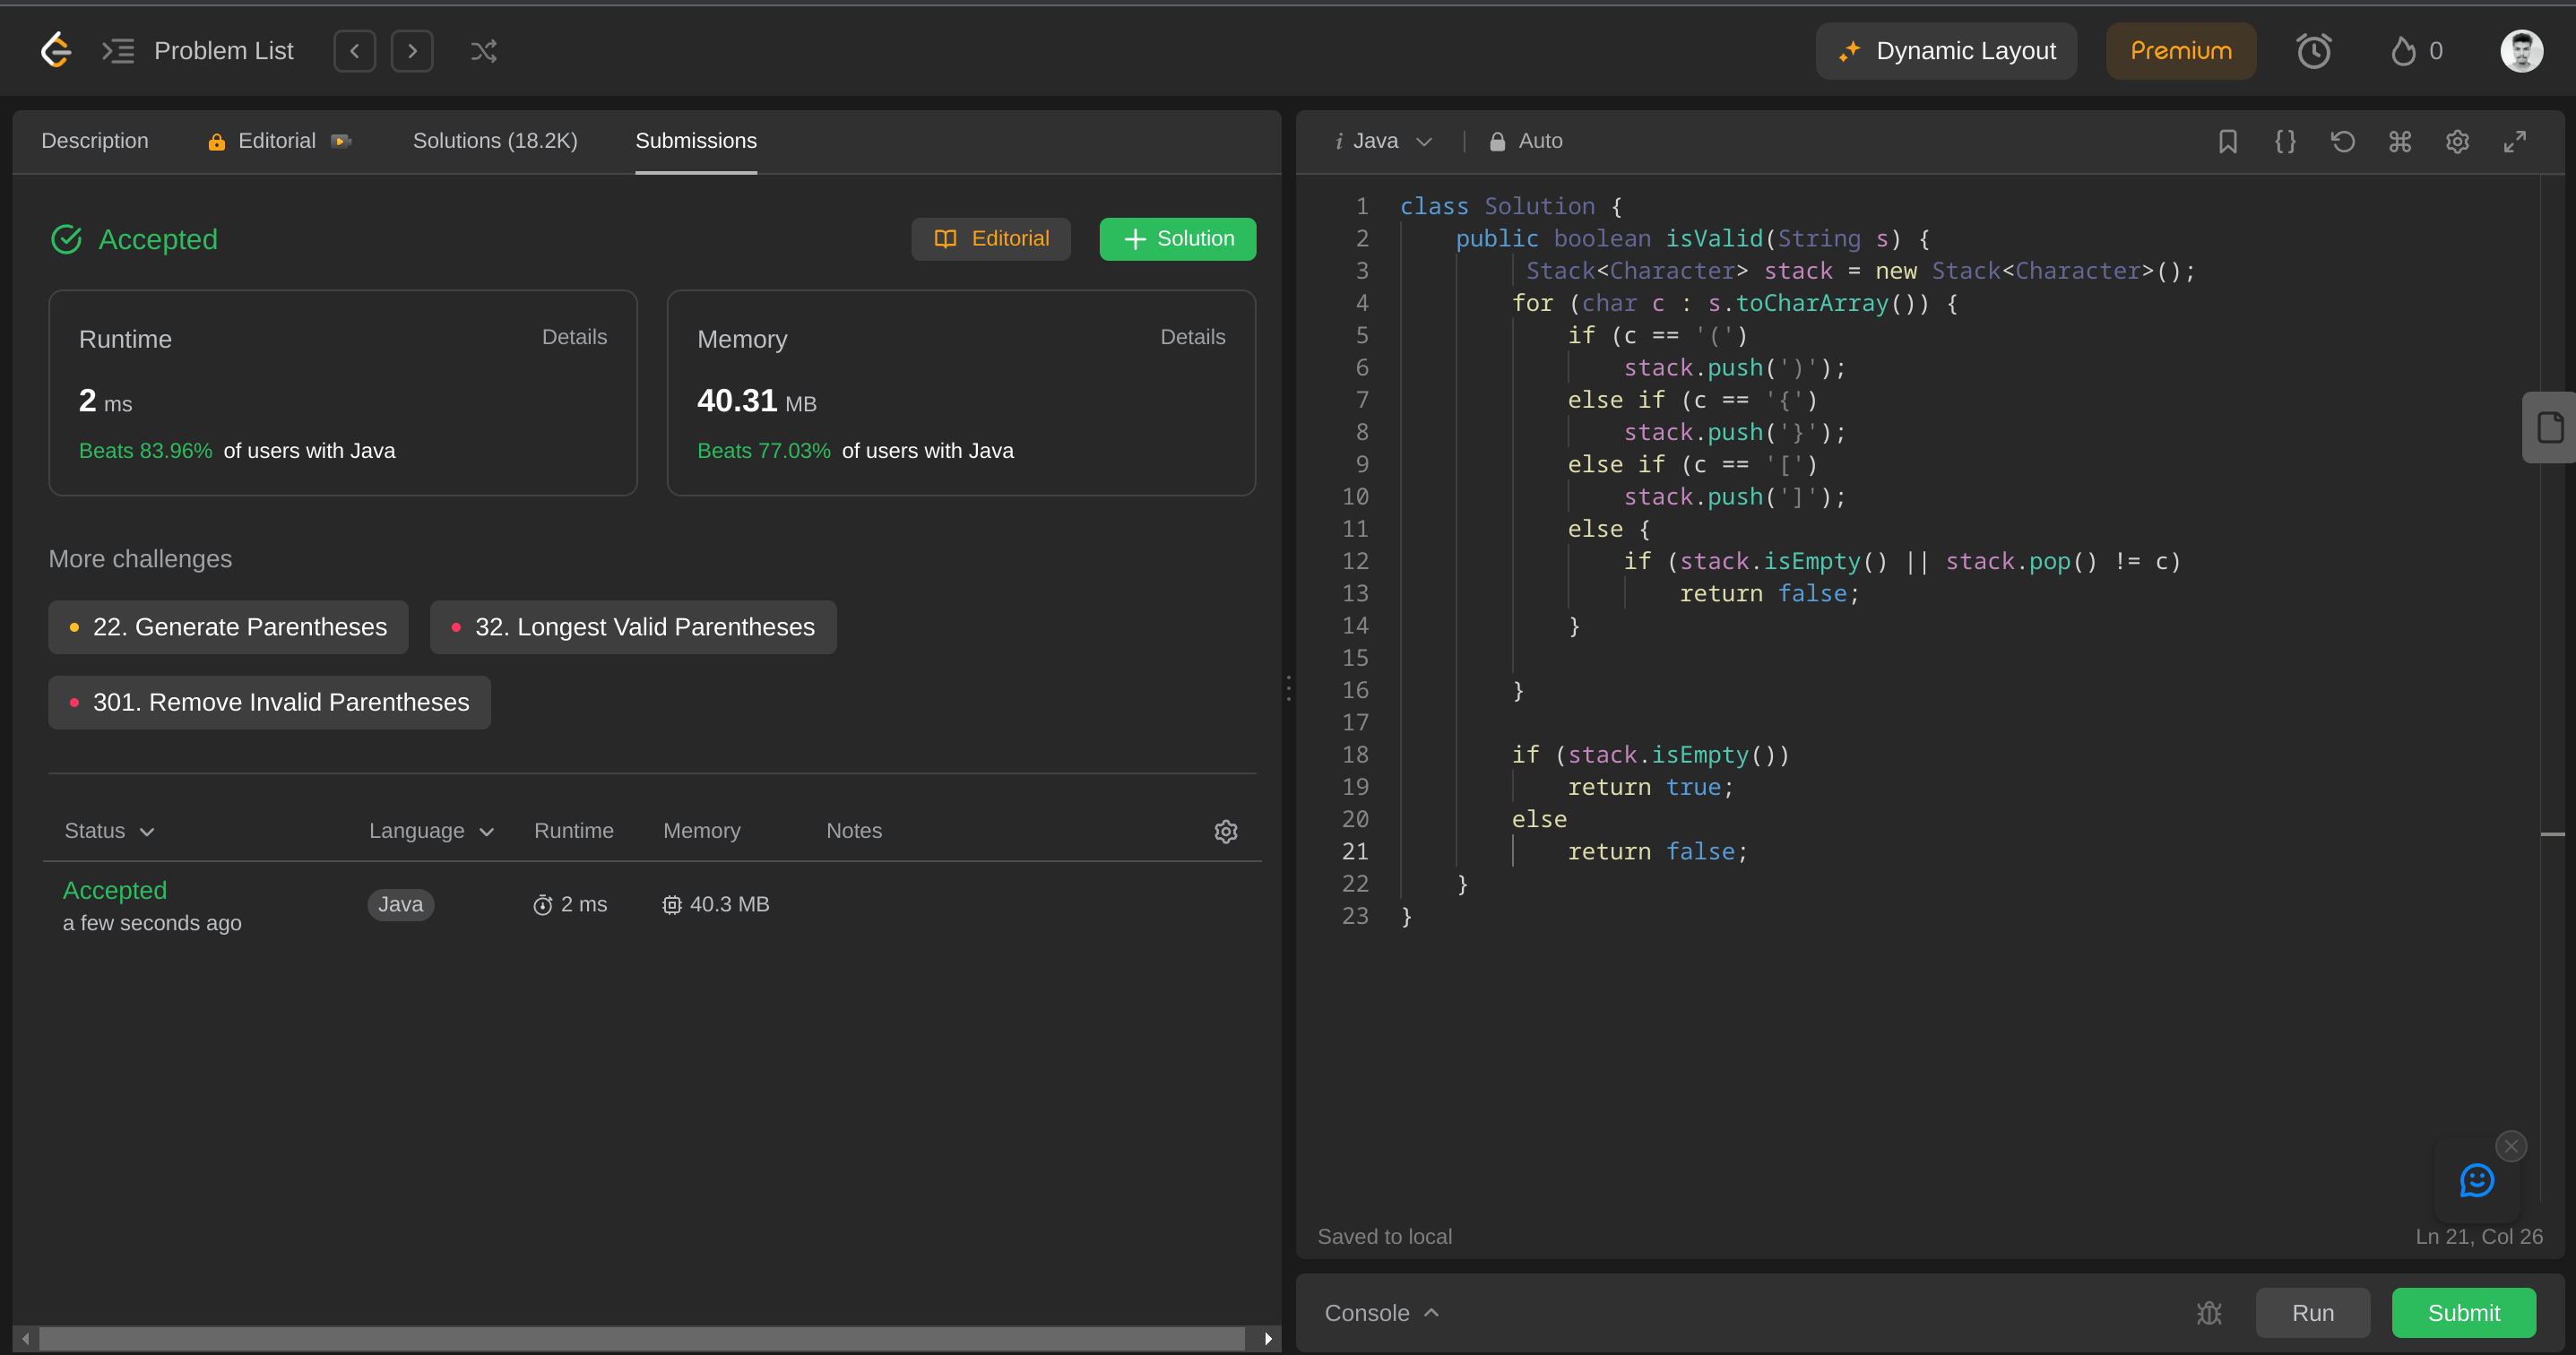 Problem List
Dynamic Layout
Premium
0
Description
Editorial
Solutions (18.2K)
Submissions
Accepted
Editorial
Solution
Runtime
Details
2 ms
Beats 83.96% of users with Java
Memory
Details
40.31 MB
Beats 77.03% of users with Java
More challenges
22. Generate Parentheses
32. Longest Valid Parentheses
301. Remove Invalid Parentheses
Status
Language
Runtime
Memory
Notes
Accepted
a few seconds ago
Java
2 ms
40.3 MB
i Java
Auto
1 class Solution {
2     public boolean isValid(String s) {
3          Stack<Character> stack = new Stack<Character>();
4         for (char c : s.toCharArray()) {
5             if (c == '(')
6                 stack.push(')');
7             else if (c == '{')
8                 stack.push('}');
9             else if (c == '[')
10                 stack.push(']');
11             else {
12                 if (stack.isEmpty() || stack.pop() != c)
13                     return false;
14             }
15
16         }
17
18         if (stack.isEmpty())
19             return true;
20         else
21             return false;
22     }
23 }
Saved to local
Ln 21, Col 26
Console
Run
Submit